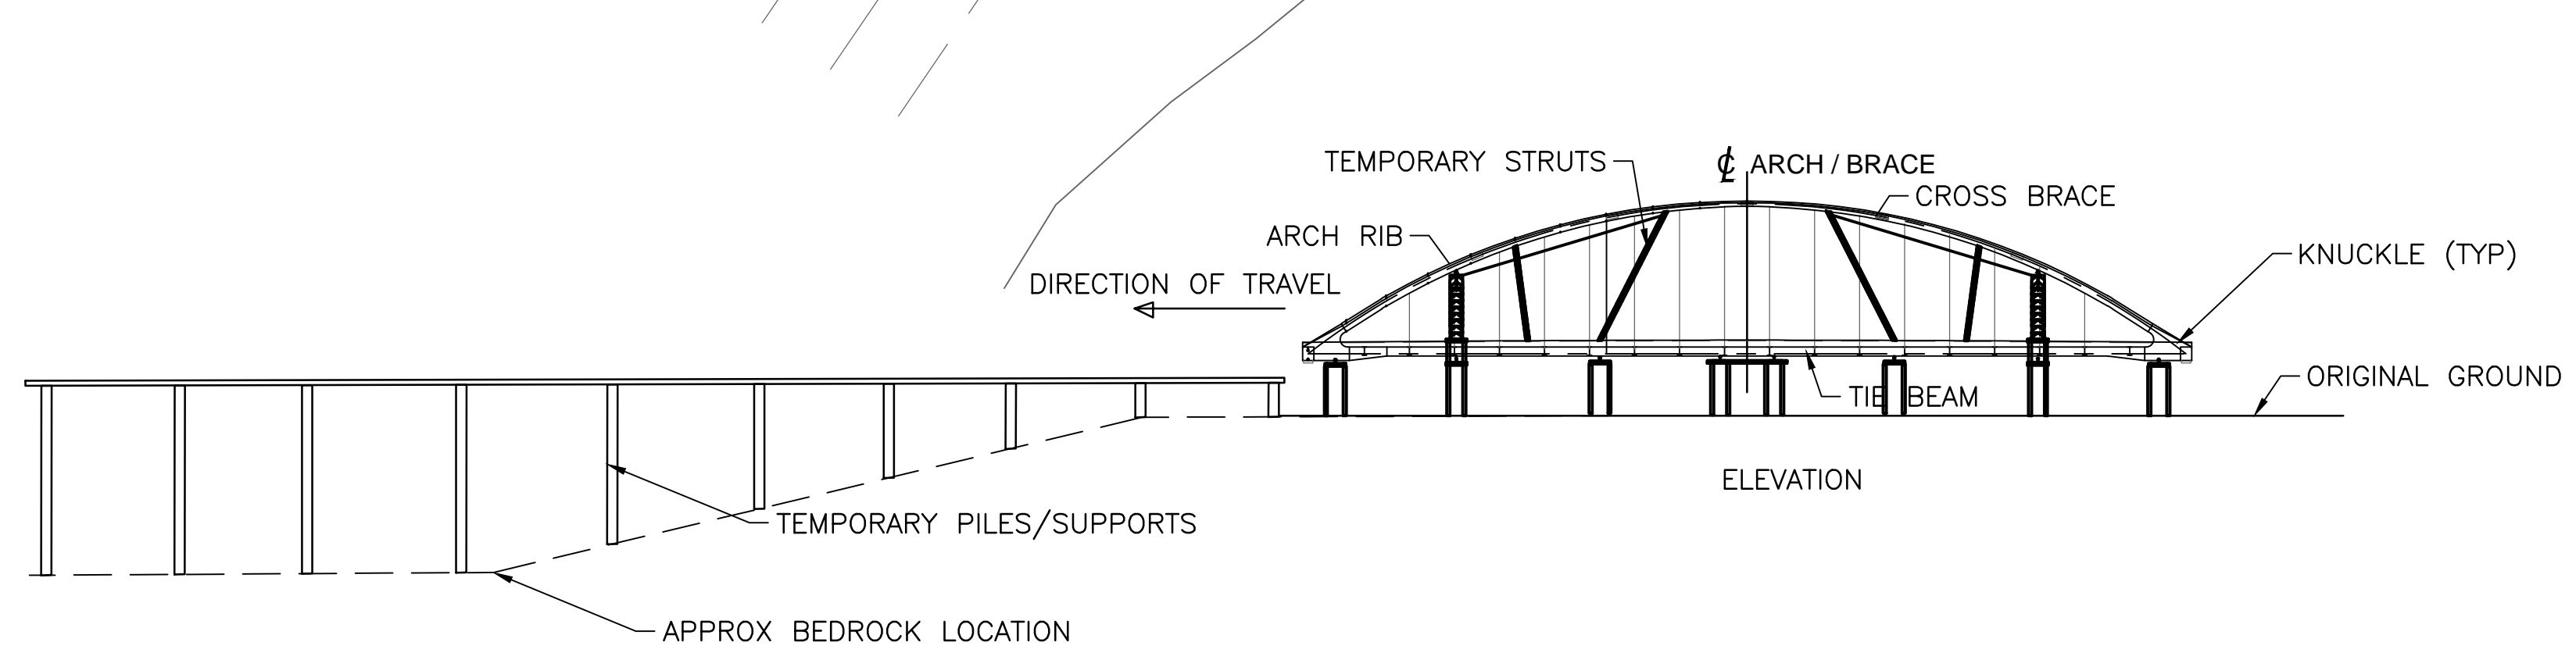 TEMPORARY STRUTS
℄ ARCH / BRACE
CROSS BRACE
ARCH RIB
KNUCKLE (TYP)
DIRECTION OF TRAVEL
ORIGINAL GROUND
TIE BEAM
ELEVATION
TEMPORARY PILES/SUPPORTS
APPROX BEDROCK LOCATION